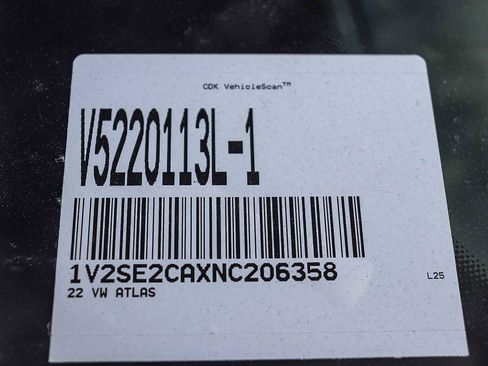 CDK VehicleScan™
V5220113L-1
1V2SE2CAXNC206358
22 VW ATLAS
L25